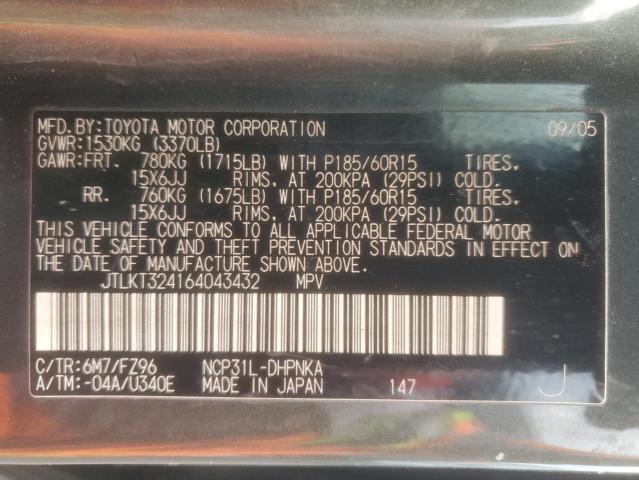 MFD.BY:TOYOTA MOTOR CORPORATION 09/05
GVWR:1530KG (3370LB)
GAWR:FRT. 780KG (1715LB) WITH P185/60R15 TIRES.
15X6JJ RIMS, AT 200KPA (29PSI) COLD.
RR. 760KG (1675LB) WITH P185/60R15 TIRES.
15X6JJ RIMS, AT 200KPA (29PSI) COLD.
THIS VEHICLE CONFORMS TO ALL APPLICABLE FEDERAL MOTOR
VEHICLE SAFETY AND THEFT PREVENTION STANDARDS IN EFFECT ON
THE DATE OF MANUFACTURE SHOWN ABOVE.
JTLKT324164043432 MPV
C/TR:6M7/FZ96 NCP31L-DHPNKA
A/TM:-04A/U340E MADE IN JAPAN 147 J